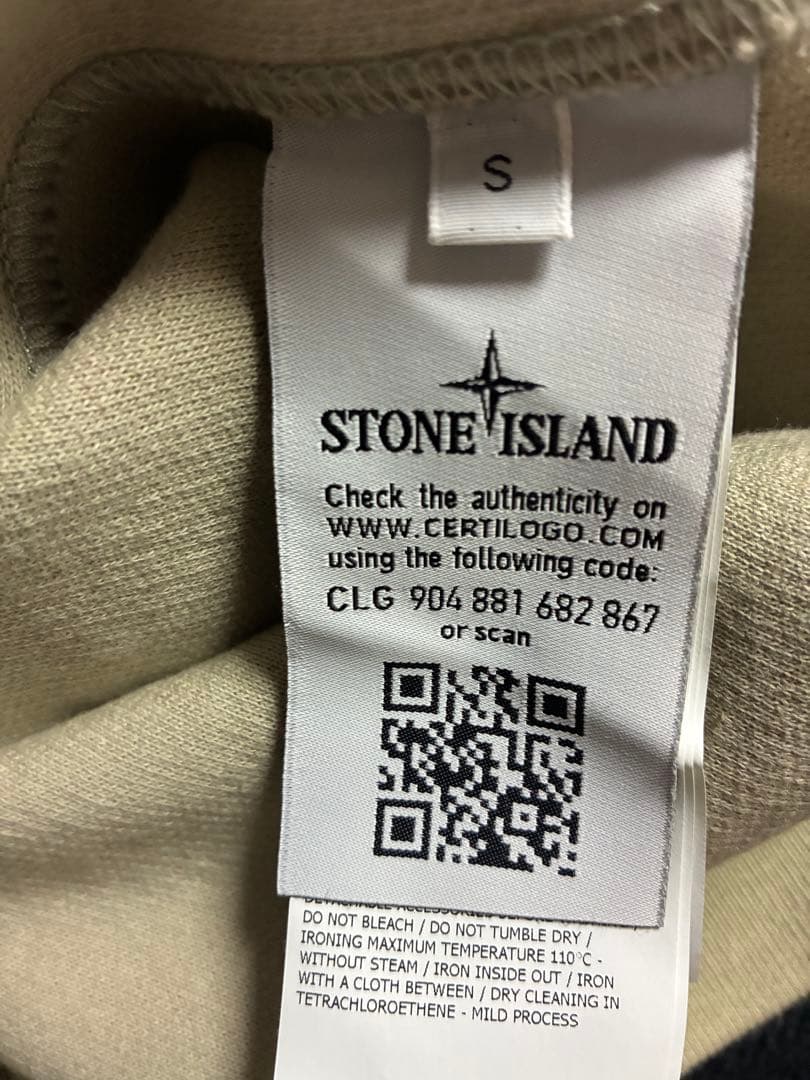 S
STONE ISLAND
Check the authenticity on
WWW.CERTILOGO.COM
using the following code:
CLG 904 881 682 867
or scan
DO NOT BLEACH / DO NOT TUMBLE DRY /
IRONING MAXIMUM TEMPERATURE 110°C -
WITHOUT STEAM / IRON INSIDE OUT / IRON
WITH A CLOTH BETWEEN / DRY CLEANING IN
TETRACHLOROETHENE - MILD PROCESS